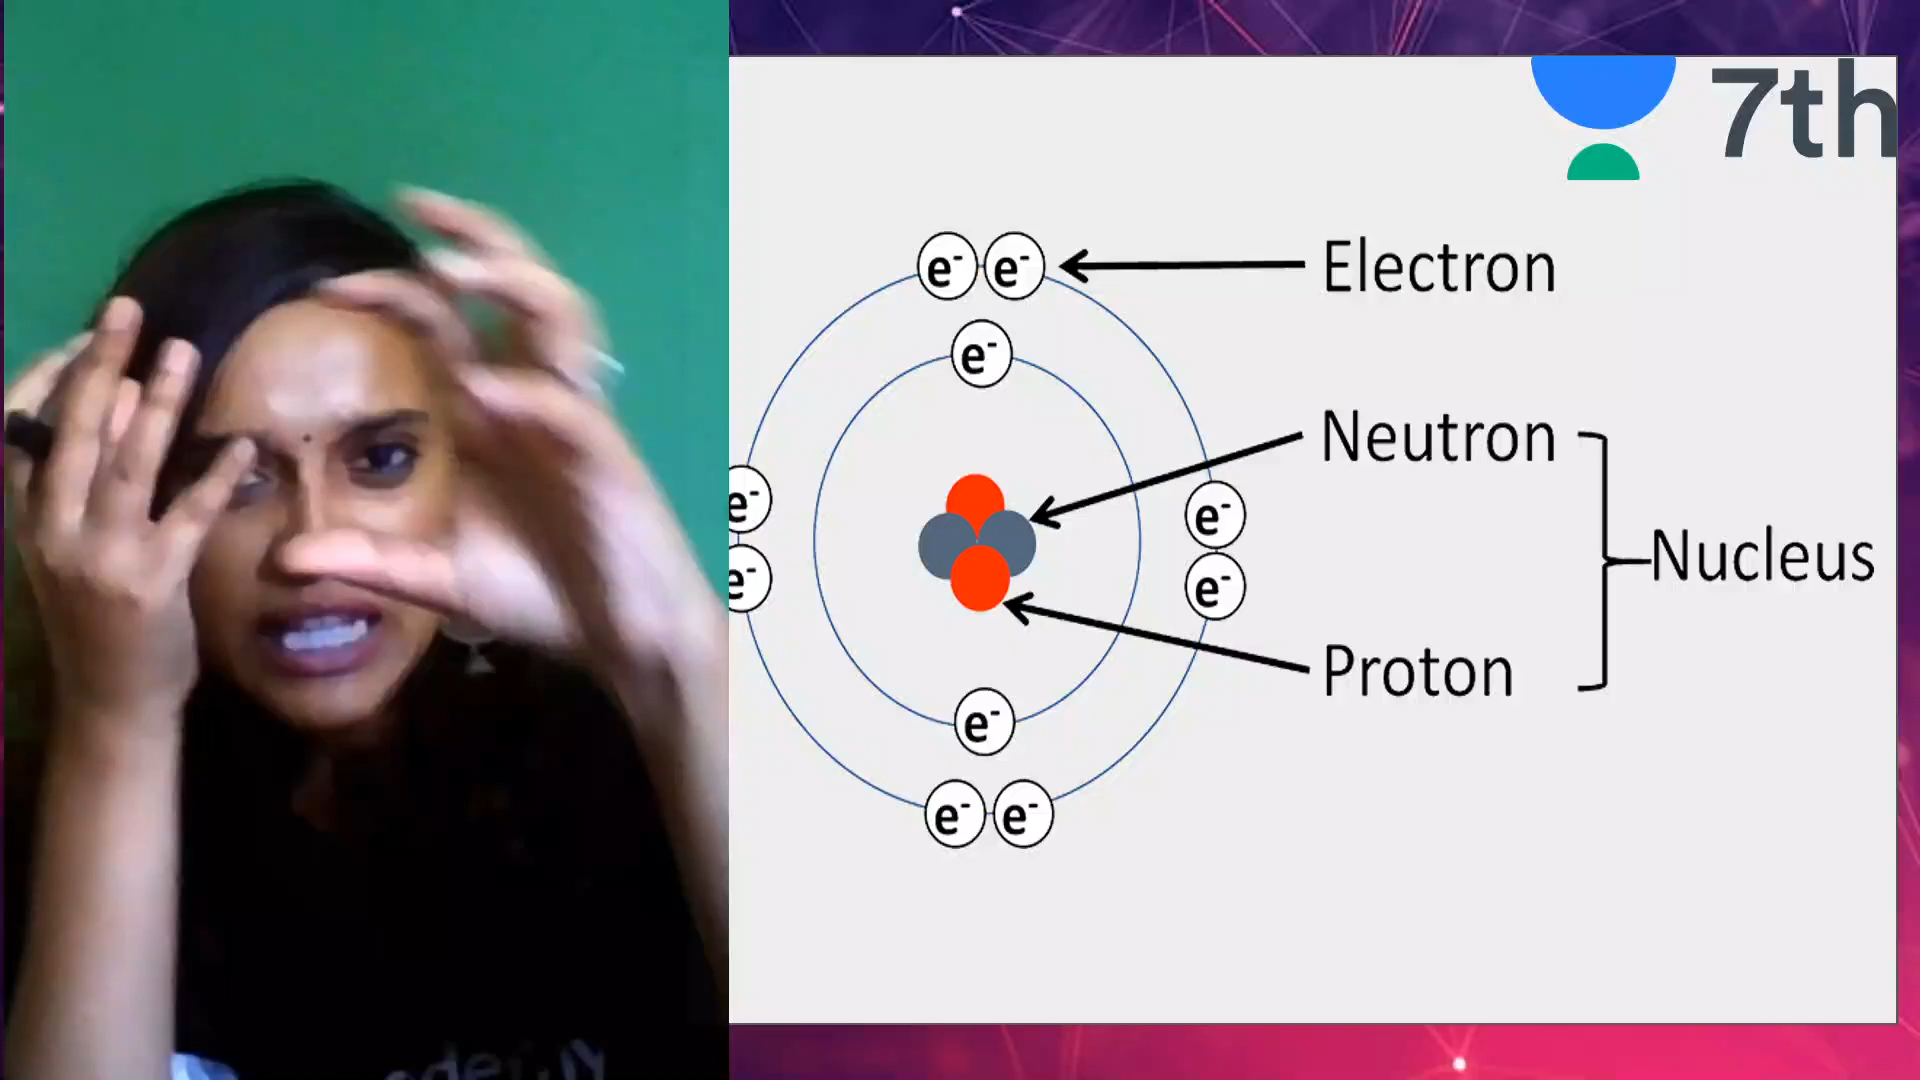 7th
e- e-
Electron
e-
Neutron
e-
e-
Nucleus
e-
e-
Proton
e-
e- e-